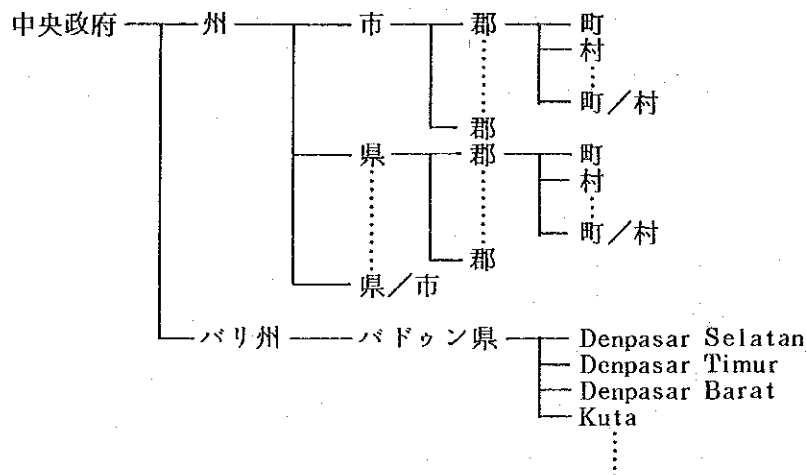 中央政府 州 市 郡 町
村
町／村
郡
県 郡 町
村
町／村
郡
県／市
バリ州 バドゥン県 Denpasar Selatan
Denpasar Timur
Denpasar Barat
Kuta